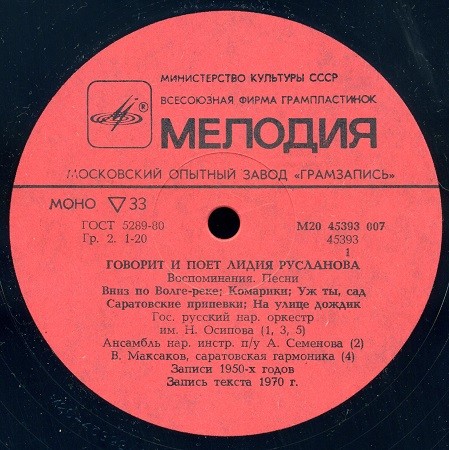 МИНИСТЕРСТВО КУЛЬТУРЫ СССР
ВСЕСОЮЗНАЯ ФИРМА ГРАМПЛАСТИНОК
®
МЕЛОДИЯ
МОСКОВСКИЙ ОПЫТНЫЙ ЗАВОД «ГРАМЗАПИСЬ»
МОНО ▽ 33
ГОСТ 5289-80 М20 45393 007
Гр. 2. 1-20 45393
1
ГОВОРИТ И ПОЕТ ЛИДИЯ РУСЛАНОВА
Воспоминания. Песни
Вниз по Волге-реке; Комарики; Уж ты, сад
Саратовские припевки; На улице дождик
Гос. русский нар. оркестр
им. Н. Осипова (1, 3, 5)
Ансамбль нар. инстр. п/у А. Семенова (2)
В. Максаков, саратовская гармоника (4)
Записи 1950-х годов
Запись текста 1970 г.